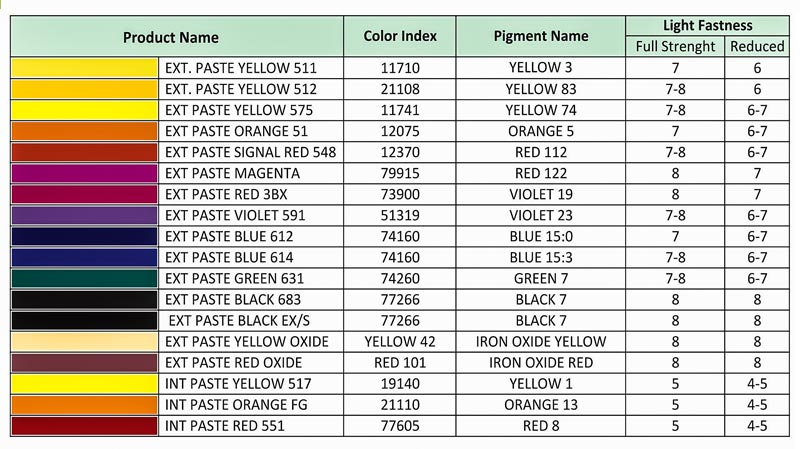 Product Name Color Index Pigment Name Light Fastness
Full Strenght Reduced
EXT. PASTE YELLOW 511 11710 YELLOW 3 7 6
EXT. PASTE YELLOW 512 21108 YELLOW 83 7-8 6
EXT PASTE YELLOW 575 11741 YELLOW 74 7-8 6-7
EXT PASTE ORANGE 51 12075 ORANGE 5 7 6-7
EXT PASTE SIGNAL RED 548 12370 RED 112 7-8 6-7
EXT PASTE MAGENTA 79915 RED 122 8 7
EXT PASTE RED 3BX 73900 VIOLET 19 8 7
EXT PASTE VIOLET 591 51319 VIOLET 23 7-8 6-7
EXT PASTE BLUE 612 74160 BLUE 15:0 7 6-7
EXT PASTE BLUE 614 74160 BLUE 15:3 7-8 6-7
EXT PASTE GREEN 631 74260 GREEN 7 7-8 6-7
EXT PASTE BLACK 683 77266 BLACK 7 8 8
EXT PASTE BLACK EX/S 77266 BLACK 7 8 8
EXT PASTE YELLOW OXIDE YELLOW 42 IRON OXIDE YELLOW 8 8
EXT PASTE RED OXIDE RED 101 IRON OXIDE RED 8 8
INT PASTE YELLOW 517 19140 YELLOW 1 5 4-5
INT PASTE ORANGE FG 21110 ORANGE 13 5 4-5
INT PASTE RED 551 77605 RED 8 5 4-5